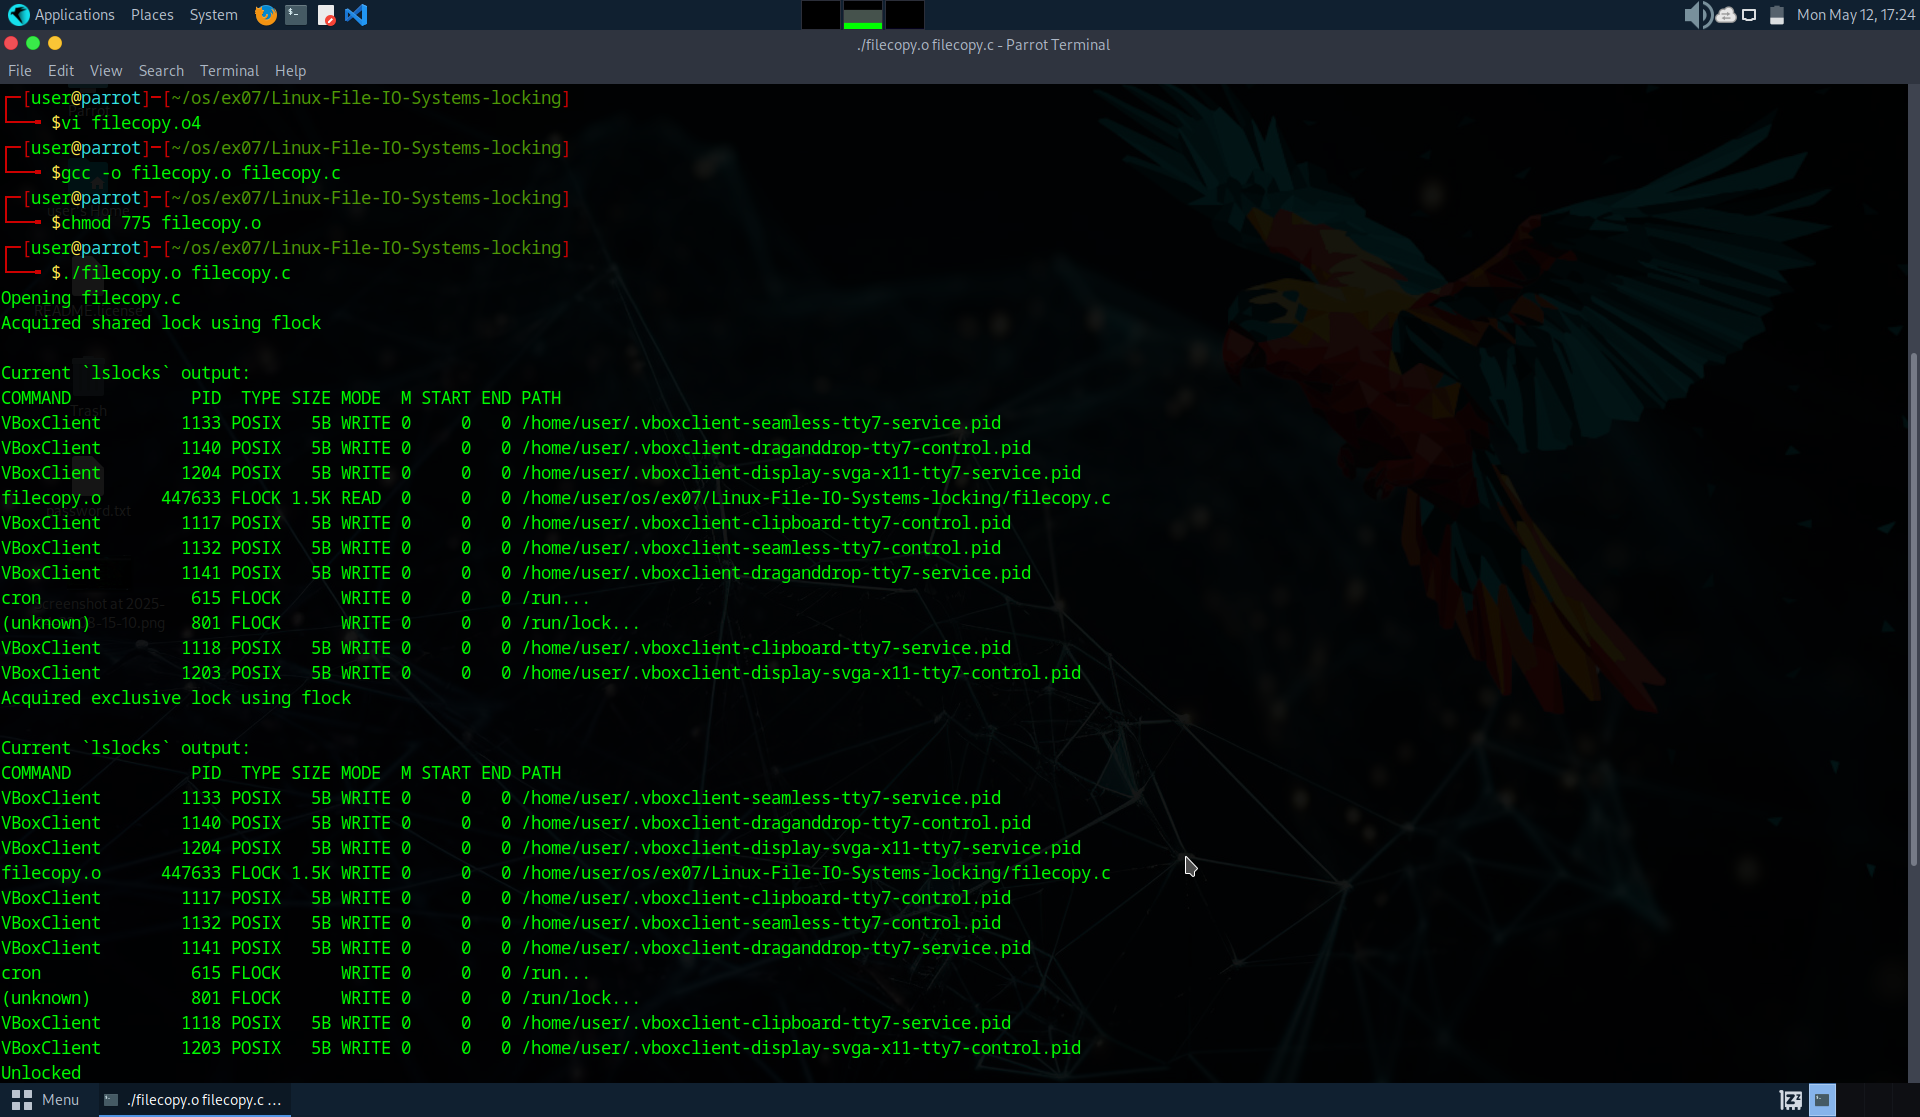 Applications Places System Mon May 12, 17:24
./filecopy.o filecopy.c - Parrot Terminal
File Edit View Search Terminal Help
┌─[user@parrot]─[~/os/ex07/Linux-File-IO-Systems-locking]
└──╼ $vi filecopy.o4
┌─[user@parrot]─[~/os/ex07/Linux-File-IO-Systems-locking]
└──╼ $gcc -o filecopy.o filecopy.c
┌─[user@parrot]─[~/os/ex07/Linux-File-IO-Systems-locking]
└──╼ $chmod 775 filecopy.o
┌─[user@parrot]─[~/os/ex07/Linux-File-IO-Systems-locking]
└──╼ $./filecopy.o filecopy.c
Opening filecopy.c
README.license
Acquired shared lock using flock
Current `lslocks` output:
COMMAND            PID  TYPE SIZE MODE  M START END PATH
Trash
VBoxClient        1133 POSIX   5B WRITE 0     0   0 /home/user/.vboxclient-seamless-tty7-service.pid
VBoxClient        1140 POSIX   5B WRITE 0     0   0 /home/user/.vboxclient-draganddrop-tty7-control.pid
VBoxClient        1204 POSIX   5B WRITE 0     0   0 /home/user/.vboxclient-display-svga-x11-tty7-service.pid
filecopy.o      447633 FLOCK 1.5K READ  0     0   0 /home/user/os/ex07/Linux-File-IO-Systems-locking/filecopy.c
VBoxClient        1117 POSIX   5B WRITE 0     0   0 /home/user/.vboxclient-clipboard-tty7-control.pid
VBoxClient        1132 POSIX   5B WRITE 0     0   0 /home/user/.vboxclient-seamless-tty7-control.pid
VBoxClient        1141 POSIX   5B WRITE 0     0   0 /home/user/.vboxclient-draganddrop-tty7-service.pid
cron               615 FLOCK      WRITE 0     0   0 /run...
(unknown)          801 FLOCK      WRITE 0     0   0 /run/lock...
VBoxClient        1118 POSIX   5B WRITE 0     0   0 /home/user/.vboxclient-clipboard-tty7-service.pid
VBoxClient        1203 POSIX   5B WRITE 0     0   0 /home/user/.vboxclient-display-svga-x11-tty7-control.pid
Acquired exclusive lock using flock
Current `lslocks` output:
COMMAND            PID  TYPE SIZE MODE  M START END PATH
VBoxClient        1133 POSIX   5B WRITE 0     0   0 /home/user/.vboxclient-seamless-tty7-service.pid
VBoxClient        1140 POSIX   5B WRITE 0     0   0 /home/user/.vboxclient-draganddrop-tty7-control.pid
VBoxClient        1204 POSIX   5B WRITE 0     0   0 /home/user/.vboxclient-display-svga-x11-tty7-service.pid
filecopy.o      447633 FLOCK 1.5K WRITE 0     0   0 /home/user/os/ex07/Linux-File-IO-Systems-locking/filecopy.c
VBoxClient        1117 POSIX   5B WRITE 0     0   0 /home/user/.vboxclient-clipboard-tty7-control.pid
VBoxClient        1132 POSIX   5B WRITE 0     0   0 /home/user/.vboxclient-seamless-tty7-control.pid
VBoxClient        1141 POSIX   5B WRITE 0     0   0 /home/user/.vboxclient-draganddrop-tty7-service.pid
cron               615 FLOCK      WRITE 0     0   0 /run...
(unknown)          801 FLOCK      WRITE 0     0   0 /run/lock...
VBoxClient        1118 POSIX   5B WRITE 0     0   0 /home/user/.vboxclient-clipboard-tty7-service.pid
VBoxClient        1203 POSIX   5B WRITE 0     0   0 /home/user/.vboxclient-display-svga-x11-tty7-control.pid
Unlocked
Menu ./filecopy.o filecopy.c ...